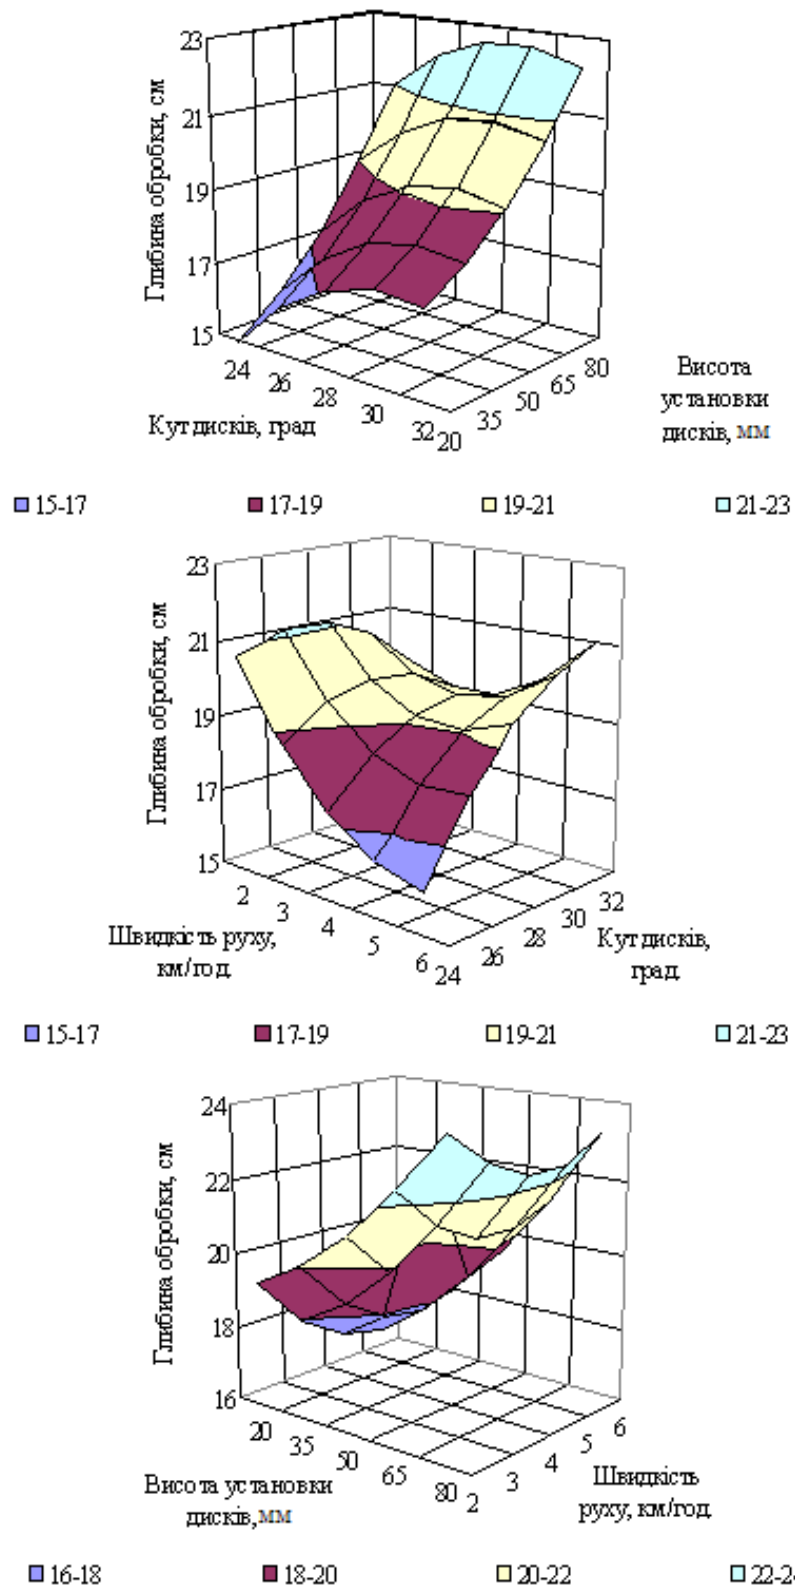 23
21
19
17
15
Глибина обробки, см
24
26
28
30
32
20
35
50
65
80
Кут дисків, град
Висота
установки
дисків, мм
15-17 17-19 19-21 21-23
23
21
19
17
15
Глибина обробки, см
2
3
4
5
6
24
26
28
30
32
Швидкість руху,
км/год.
Кут дисків,
град.
15-17 17-19 19-21 21-23
24
22
20
18
16
Глибина обробки, см
20
35
50
65
80
2
3
4
5
6
Висота установки
дисків, мм
Швидкість
руху, км/год.
16-18 18-20 20-22 22-2